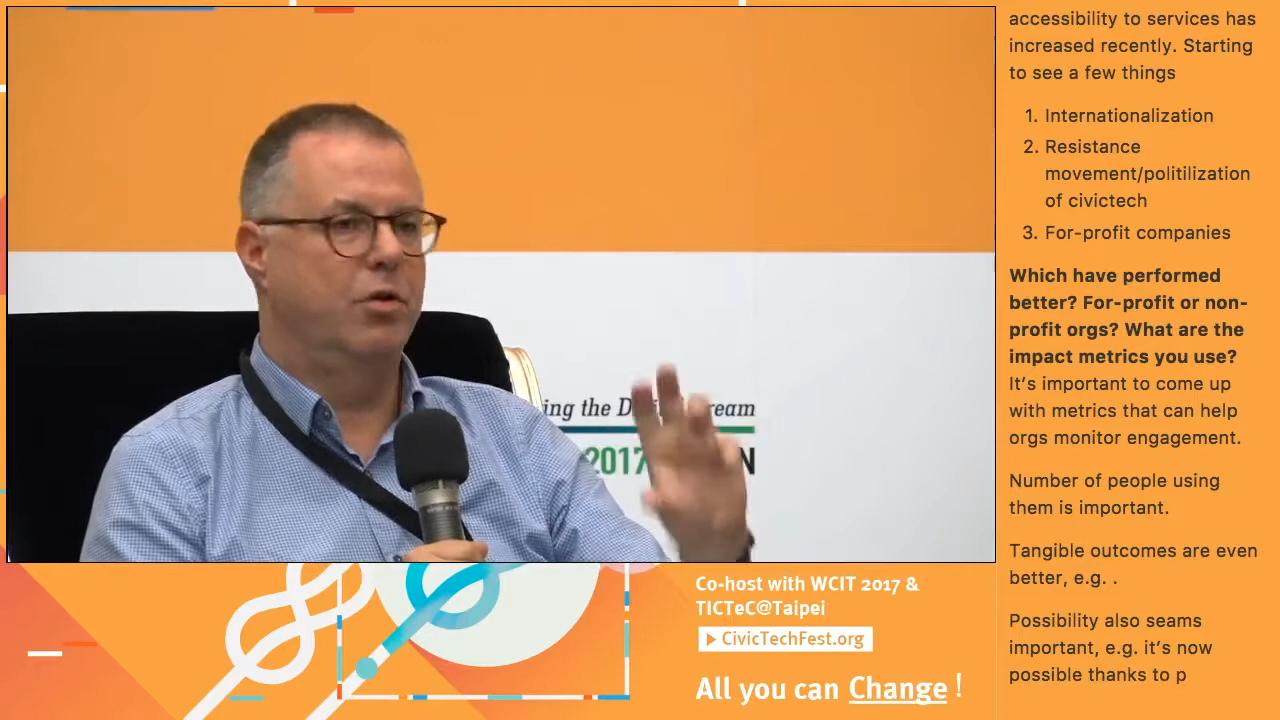 accessibility to services has
increased recently. Starting
to see a few things
1. Internationalization
2. Resistance
movement/politilization
of civictech
3. For-profit companies
Which have performed
better? For-profit or non-
profit orgs? What are the
impact metrics you use?
It's important to come up
with metrics that can help
orgs monitor engagement.
Number of people using
them is important.
Tangible outcomes are even
better, e.g. .
Possibility also seams
important, e.g. it's now
possible thanks to p
ing the D
eam
2017
N
Co-host with WCIT 2017 &
TICTeC@Taipei
CivicTechFest.org
All you can Change !